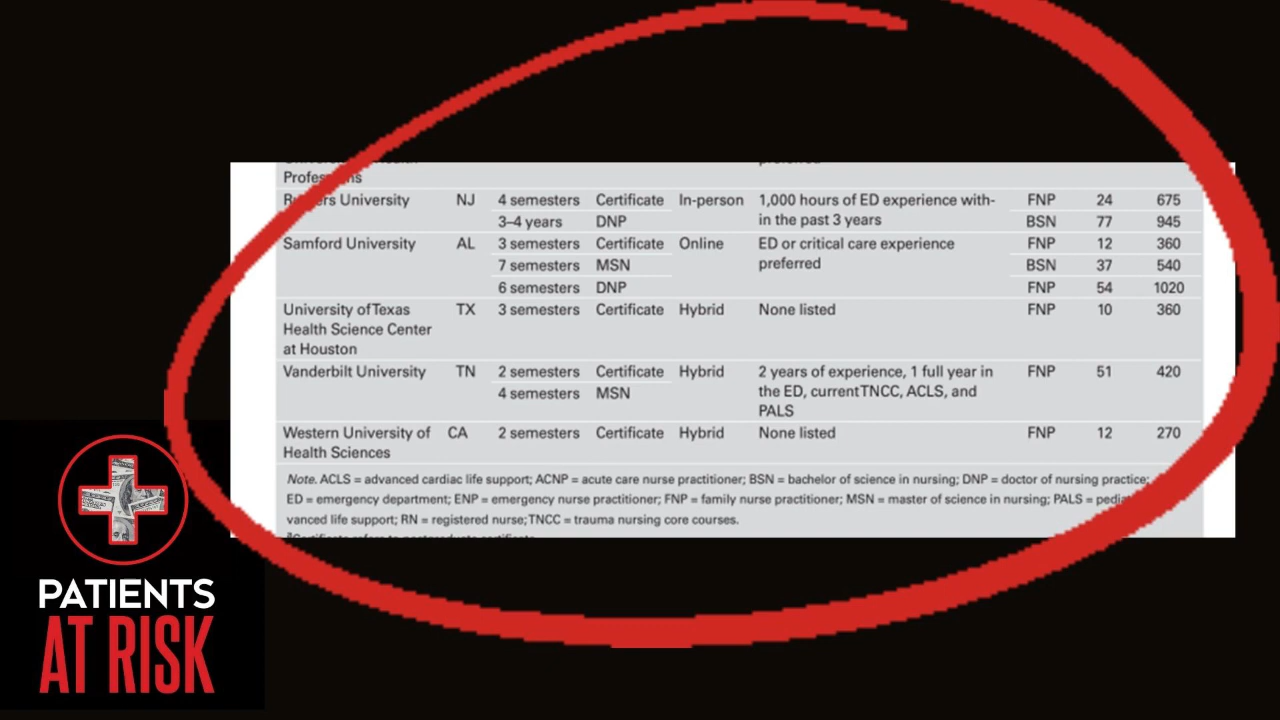 Professions
Rutgers University NJ 4 semesters Certificate In-person 1,000 hours of ED experience with- FNP 24 675
3–4 years DNP in the past 3 years BSN 77 945
Samford University AL 3 semesters Certificate Online ED or critical care experience FNP 12 360
7 semesters MSN preferred BSN 37 540
6 semesters DNP FNP 54 1020
University of Texas TX 3 semesters Certificate Hybrid None listed FNP 10 360
Health Science Center
at Houston
Vanderbilt University TN 2 semesters Certificate Hybrid 2 years of experience, 1 full year in FNP 51 420
4 semesters MSN the ED, current TNCC, ACLS, and
PALS
Western University of CA 2 semesters Certificate Hybrid None listed FNP 12 270
Health Sciences
Note. ACLS = advanced cardiac life support; ACNP = acute care nurse practitioner; BSN = bachelor of science in nursing; DNP = doctor of nursing practice;
ED = emergency department; ENP = emergency nurse practitioner; FNP = family nurse practitioner; MSN = master of science in nursing; PALS =
vanced life support; RN = registered nurse; TNCC = trauma nursing core courses.
PATIENTS
AT RISK